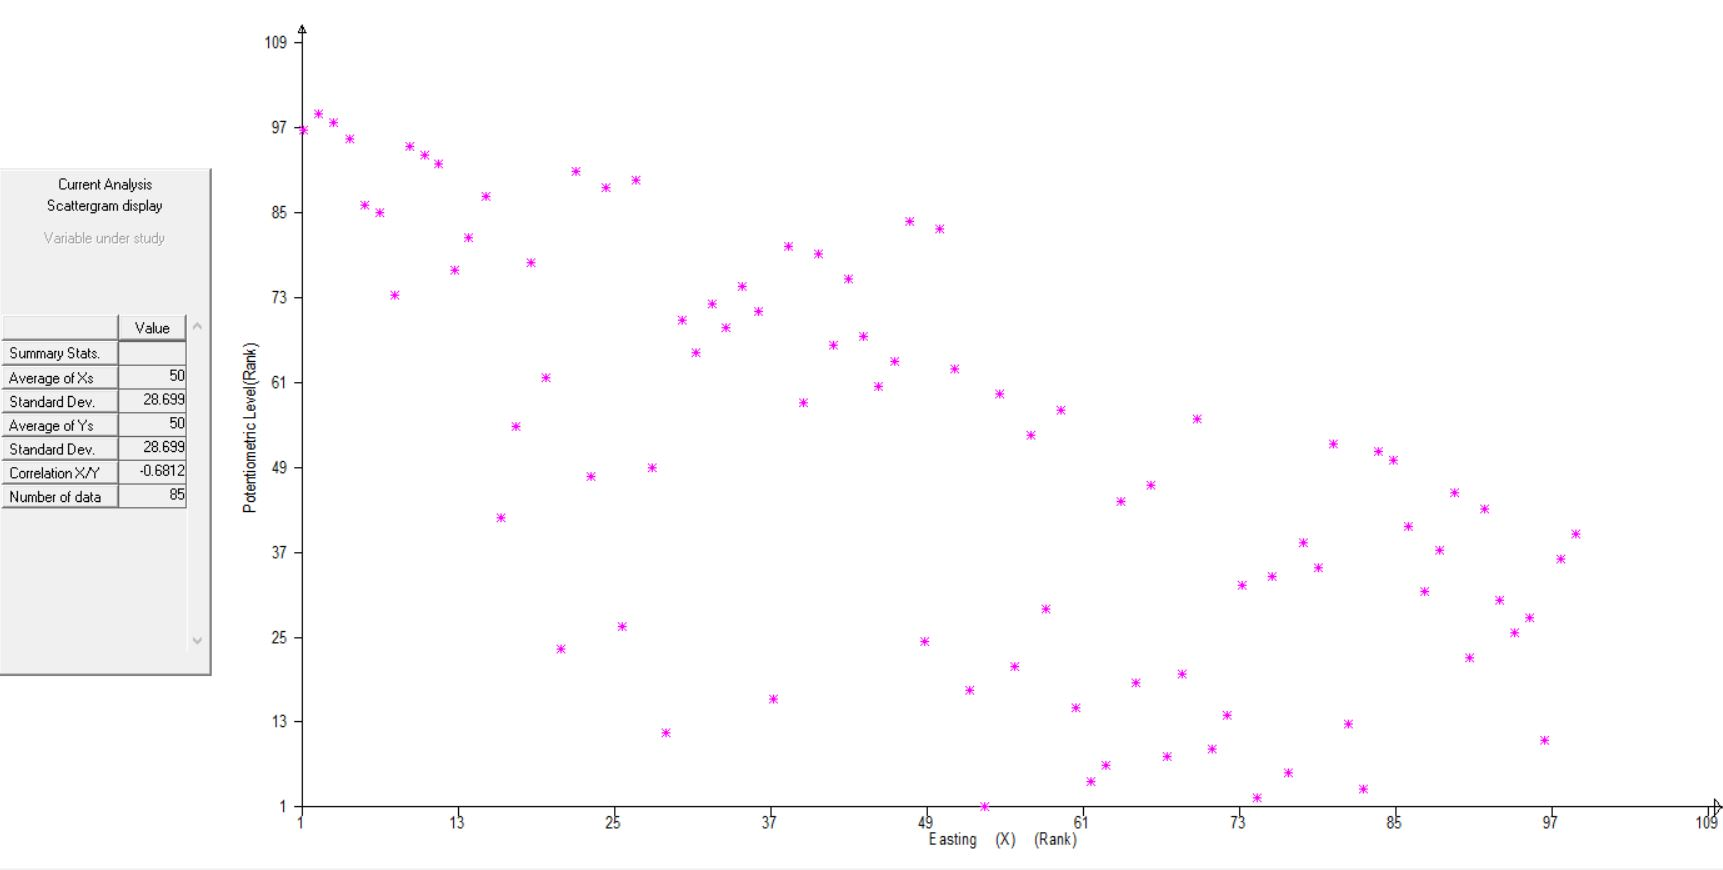 Current Analysis
Scattergram display
Variable under study
Value
Summary Stats.
Average of Xs 50
Standard Dev. 28.699
Average of Ys 50
Standard Dev. 28.699
Correlation X/Y -0.6812
Number of data 85
Potentiometric Level(Rank)
109
97
85
73
61
49
37
25
13
1
1 13 25 37 49 61 73 85 97 109
Easting (X) (Rank)